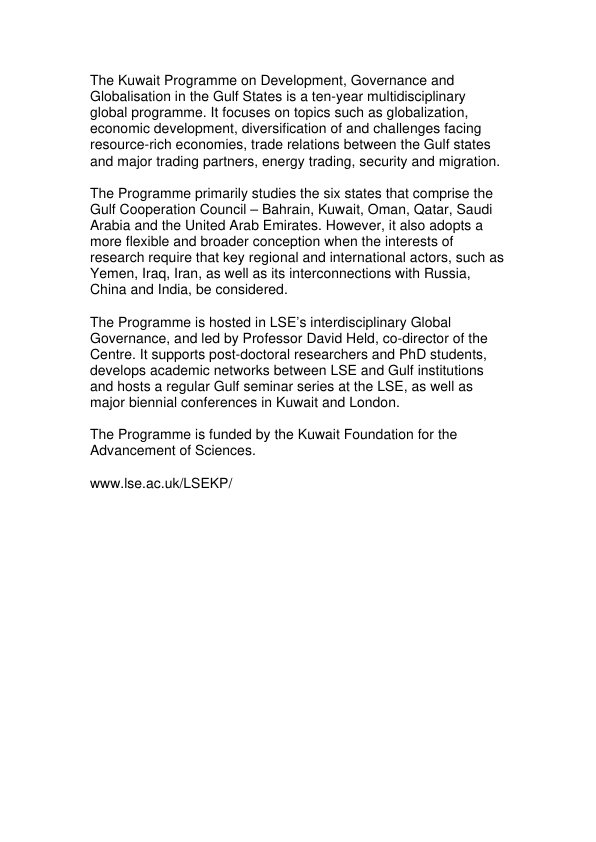 The Kuwait Programme on Development, Governance and
Globalisation in the Gulf States is a ten-year multidisciplinary
global programme. It focuses on topics such as globalization,
economic development, diversification of and challenges facing
resource-rich economies, trade relations between the Gulf states
and major trading partners, energy trading, security and migration.
The Programme primarily studies the six states that comprise the
Gulf Cooperation Council – Bahrain, Kuwait, Oman, Qatar, Saudi
Arabia and the United Arab Emirates. However, it also adopts a
more flexible and broader conception when the interests of
research require that key regional and international actors, such as
Yemen, Iraq, Iran, as well as its interconnections with Russia,
China and India, be considered.
The Programme is hosted in LSE’s interdisciplinary Global
Governance, and led by Professor David Held, co-director of the
Centre. It supports post-doctoral researchers and PhD students,
develops academic networks between LSE and Gulf institutions
and hosts a regular Gulf seminar series at the LSE, as well as
major biennial conferences in Kuwait and London.
The Programme is funded by the Kuwait Foundation for the
Advancement of Sciences.
www.lse.ac.uk/LSEKP/